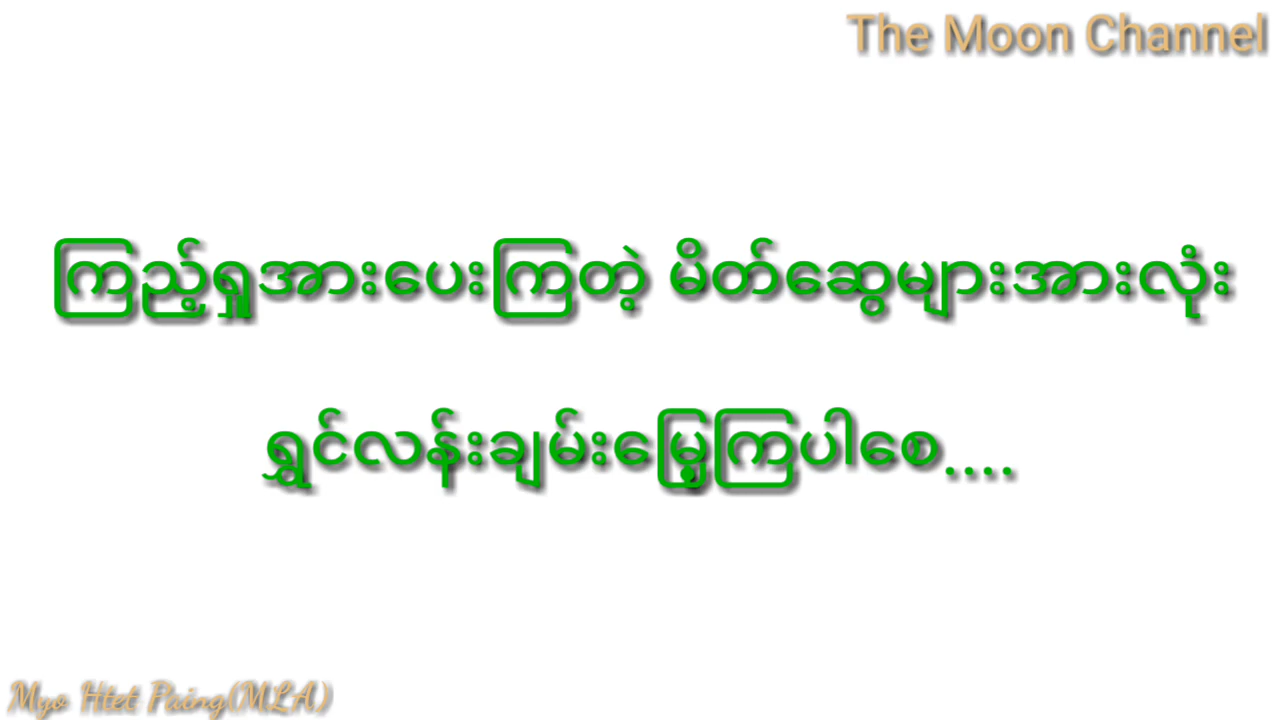 The Moon Channel
ကြည့်ရှုအားပေးကြတဲ့ မိတ်ဆွေများအားလုံး
ရွှင်လန်းချမ်းမြွေ့ကြပါစေ....
Myo Htet Paing(MLA)